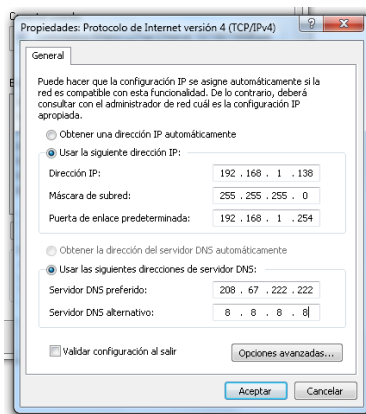 Propiedades: Protocolo de Internet versión 4 (TCP/IPv4)
General
Puede hacer que la configuración IP se asigne automáticamente si la
red es compatible con esta funcionalidad. De lo contrario, deberá
consultar con el administrador de red cuál es la configuración IP
apropiada.
Obtener una dirección IP automáticamente
Usar la siguiente dirección IP:
Dirección IP: 192 . 168 . 1 . 138
Máscara de subred: 255 . 255 . 255 . 0
Puerta de enlace predeterminada: 192 . 168 . 1 . 254
Obtener la dirección del servidor DNS automáticamente
Usar las siguientes direcciones de servidor DNS:
Servidor DNS preferido: 208 . 67 . 222 . 222
Servidor DNS alternativo: 8 . 8 . 8 . 8
Validar configuración al salir
Opciones avanzadas...
Aceptar
Cancelar